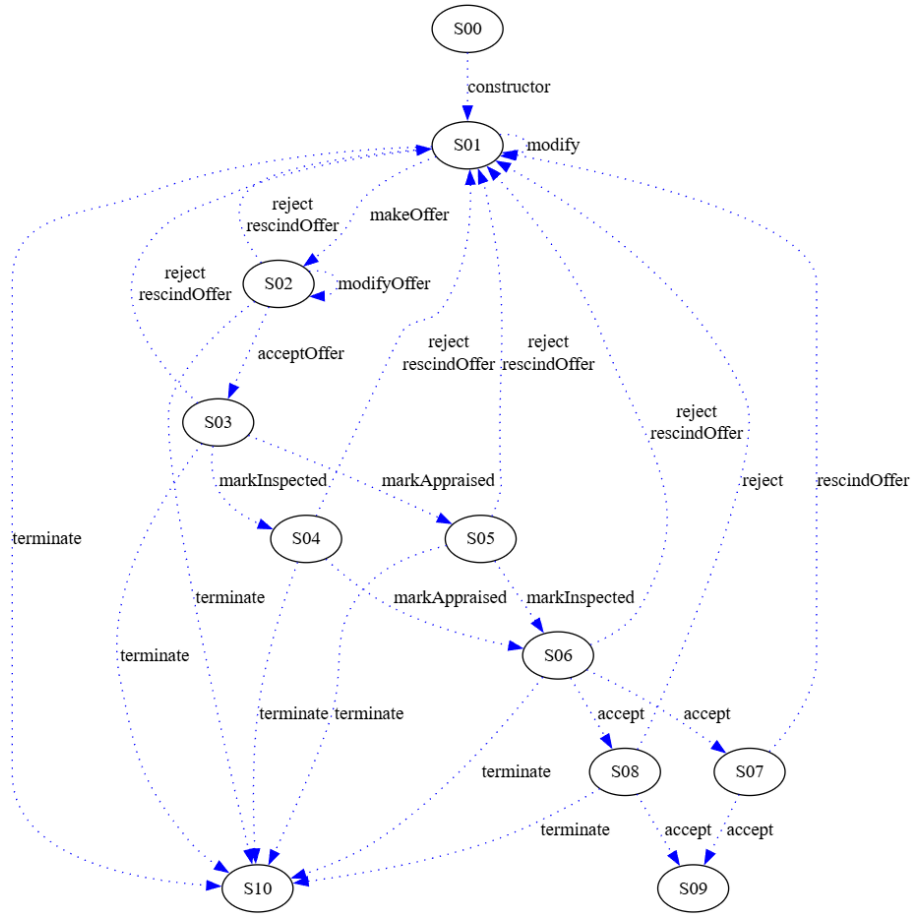 S00
constructor
S01
modify
reject
rescindOffer
makeOffer
reject
rescindOffer
S02
modifyOffer
acceptOffer
reject
rescindOffer
reject
rescindOffer
S03
reject
rescindOffer
markInspected
markAppraised
reject
rescindOffer
terminate
S04
S05
terminate
markAppraised
markInspected
terminate
S06
terminate
terminate
accept
accept
terminate
S08
S07
terminate
accept
accept
S10
S09